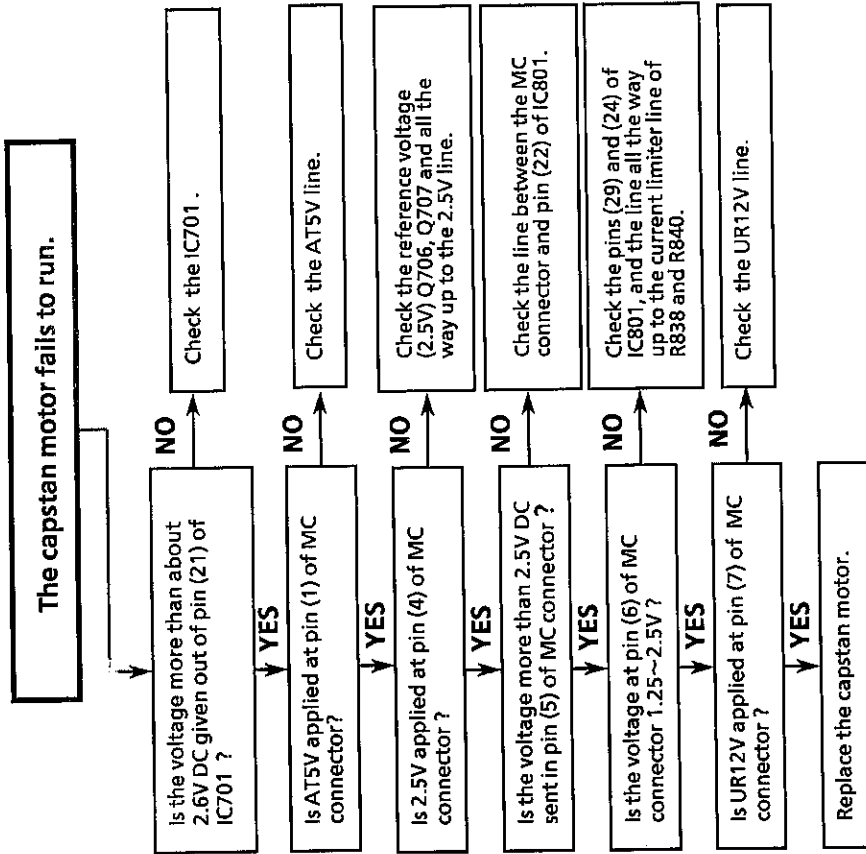 The capstan motor fails to run.
Is the voltage more than about
2.6V DC given out of pin (21) of
IC701 ?
NO
Check the IC701 .
YES
Is AT5V applied at pin (1) of MC
connector?
NO
Check the AT5V line.
YES
Is 2.5V applied at pin (4) of MC
connector ?
NO
Check the reference voltage
(2.5V) Q706, Q707 and all the
way up to the 2.5V line.
YES
Is the voltage more than 2.5V DC
sent in pin (5) of MC connector ?
NO
Check the line between the MC
connector and pin (22) of IC801.
YES
Is the voltage at pin (6) of MC
connector 1.25~2.5V ?
NO
Check the pins (29) and (24) of
IC801, and the line all the way
up to the current limiter line of
R838 and R840.
YES
Is UR12V applied at pin (7) of MC
connector ?
NO
Check the UR12V line.
YES
Replace the capstan motor.